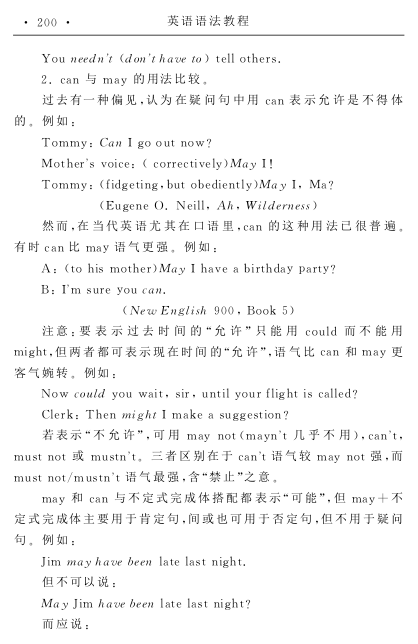 · 200 · 英语语法教程
You needn't (don't have to) tell others.
2. can 与 may 的用法比较。
过去有一种偏见,认为在疑问句中用 can 表示允许是不得体
的。例如:
Tommy: Can I go out now?
Mother's voice: ( correctively)May I!
Tommy: (fidgeting, but obediently)May I, Ma?
(Eugene O. Neill, Ah, Wilderness)
然而,在当代英语尤其在口语里,can 的这种用法已很普遍。
有时 can 比 may 语气更强。例如:
A: (to his mother)May I have a birthday party?
B: I'm sure you can.
(New English 900, Book 5)
注意:要表示过去时间的“允许”只能用 could 而不能用
might,但两者都可表示现在时间的“允许”,语气比 can 和 may 更
客气婉转。例如:
Now could you wait, sir, until your flight is called?
Clerk: Then might I make a suggestion?
若表示“不允许”,可用 may not(mayn't 几乎不用),can't,
must not 或 mustn't。三者区别在于 can't 语气较 may not 强,而
must not/mustn't 语气最强,含“禁止”之意。
may 和 can 与不定式完成体搭配都表示“可能”,但 may+不
定式完成体主要用于肯定句,间或也可用于否定句,但不用于疑问
句。例如:
Jim may have been late last night.
但不可以说:
May Jim have been late last night?
而应说: